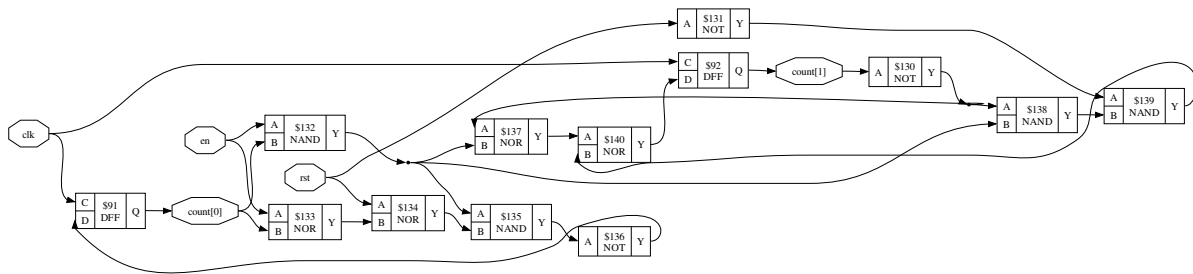 A $131 Y
NOT
C $92 Q
D DFF
count[1]
A $130 Y
NOT
A $139 Y
B NAND
A $138 Y
B NAND
clk
en
A $132 Y
B NAND
A $137 Y
B NOR
A $140 Y
B NOR
rst
C $91 Q
D DFF
count[0]
A $133 Y
B NOR
A $134 Y
B NOR
A $135 Y
B NAND
A $136 Y
NOT